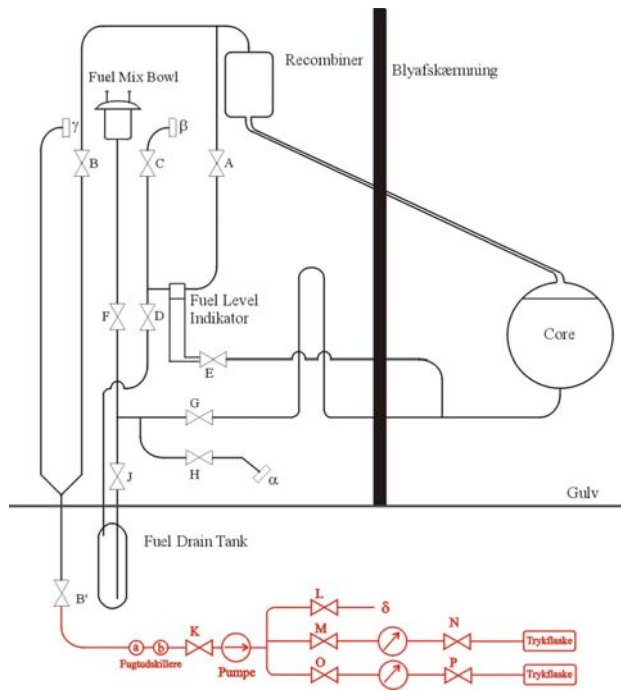 Recombiner
Blyafskærmning
Fuel Mix Bowl
γ
β
B
C
A
Fuel Level
Indikator
F
D
Core
E
G
H
α
J
Gulv
Fuel Drain Tank
B'
L
δ
K
M
N
a
b
Trykflaske
Fugtudskillere
Pumpe
O
P
Trykflaske